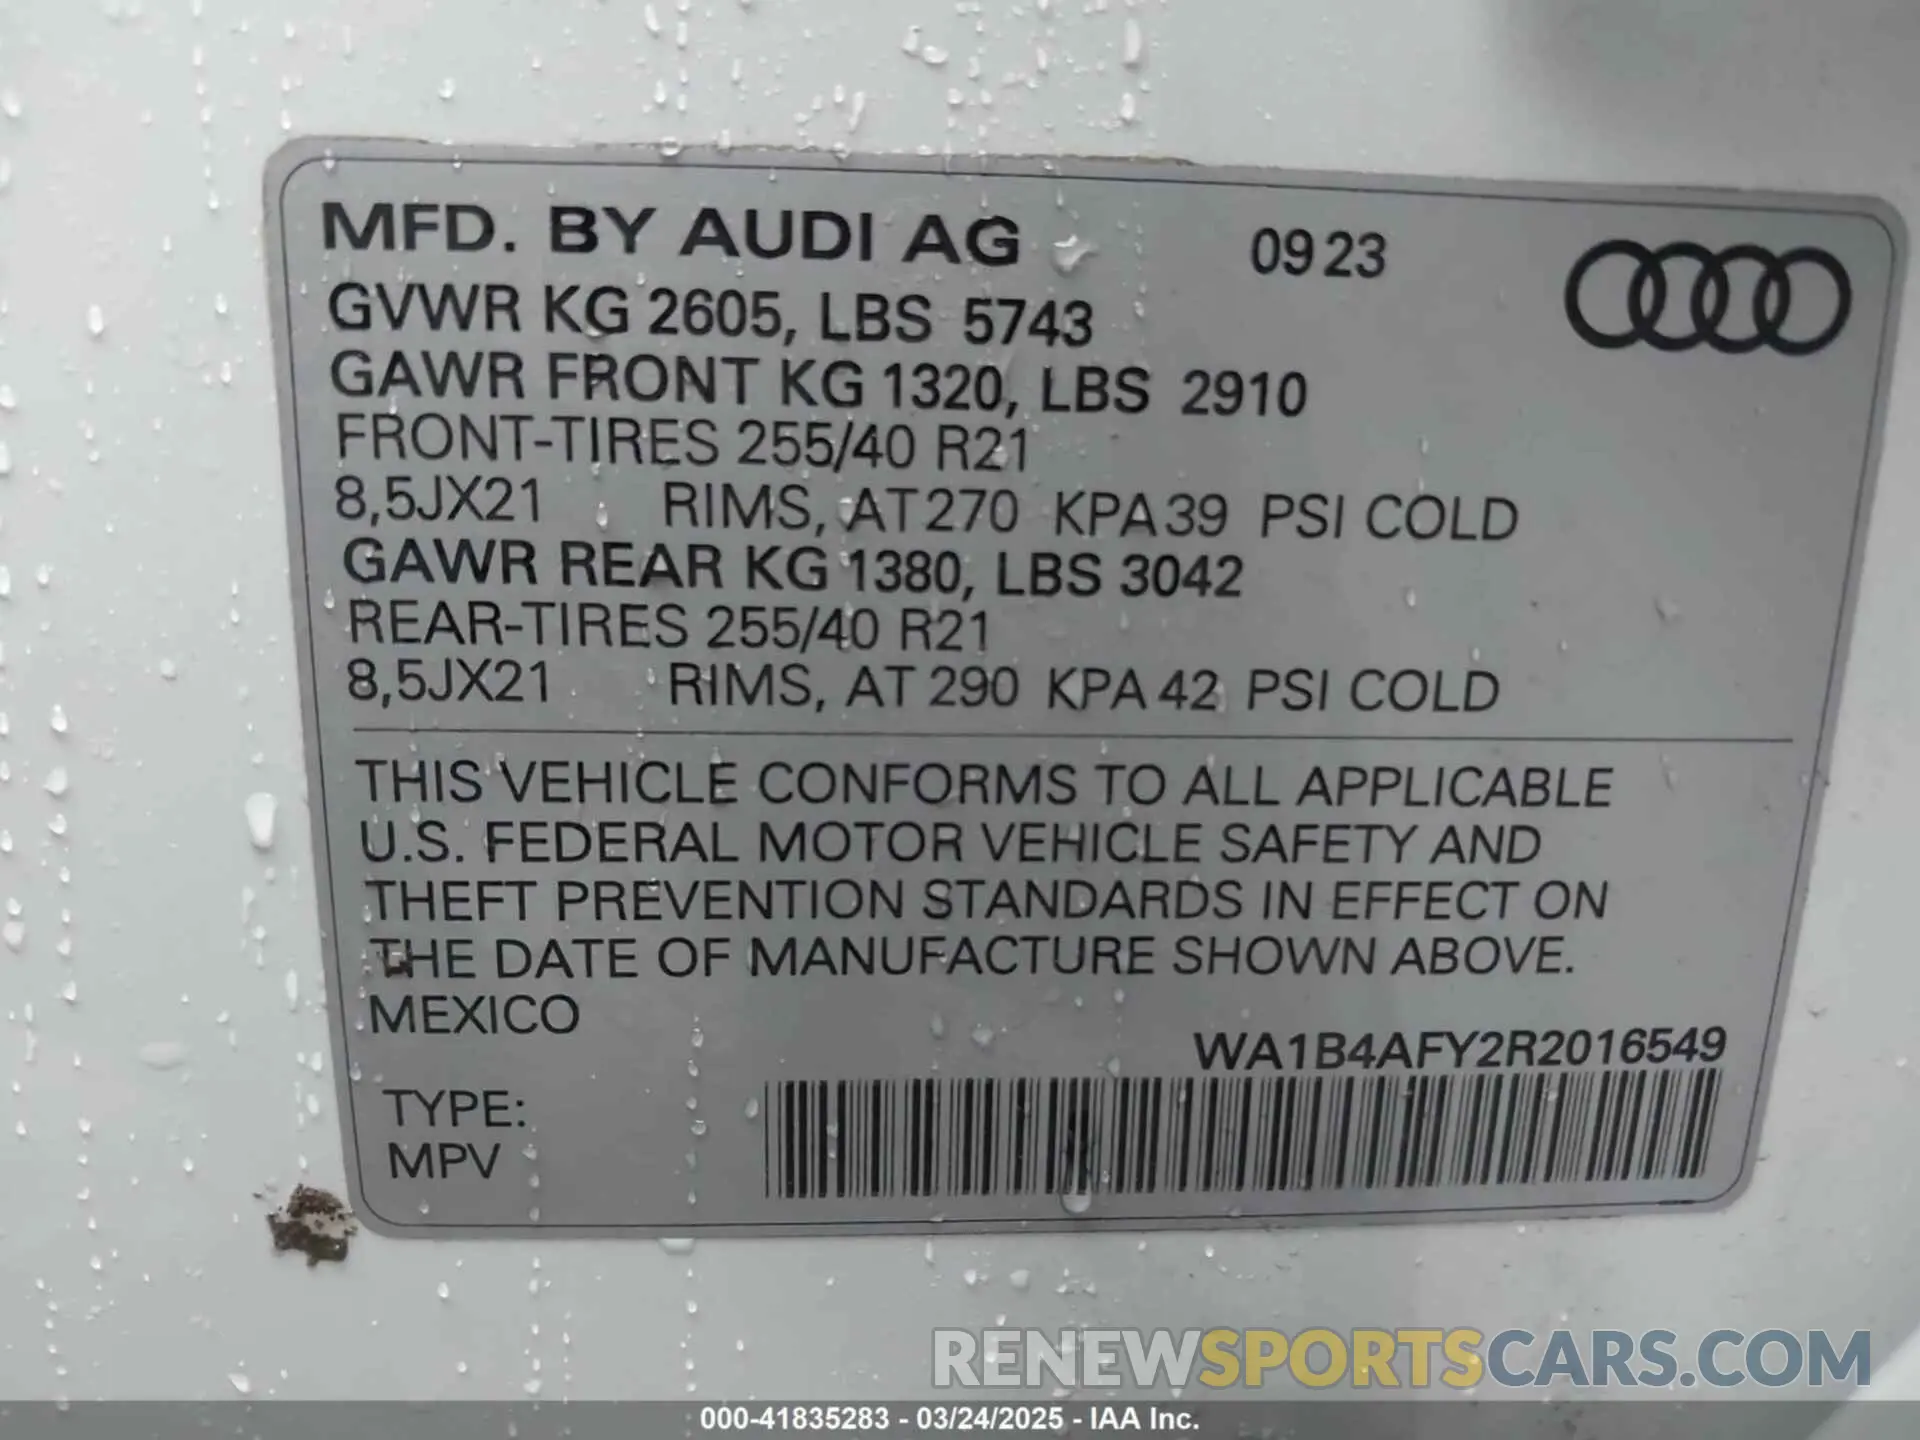 MFD. BY AUDI AG 09 23
GVWR KG 2605, LBS 5743
GAWR FRONT KG 1320, LBS 2910
FRONT-TIRES 255/40 R21
8,5JX21 RIMS, AT 270 KPA 39 PSI COLD
GAWR REAR KG 1380, LBS 3042
REAR-TIRES 255/40 R21
8,5JX21 RIMS, AT 290 KPA 42 PSI COLD
THIS VEHICLE CONFORMS TO ALL APPLICABLE
U.S. FEDERAL MOTOR VEHICLE SAFETY AND
THEFT PREVENTION STANDARDS IN EFFECT ON
THE DATE OF MANUFACTURE SHOWN ABOVE.
MEXICO
WA1B4AFY2R2016549
TYPE:
MPV
RENEWSPORTSCARS.COM
000-41835283 - 03/24/2025 - IAA Inc.